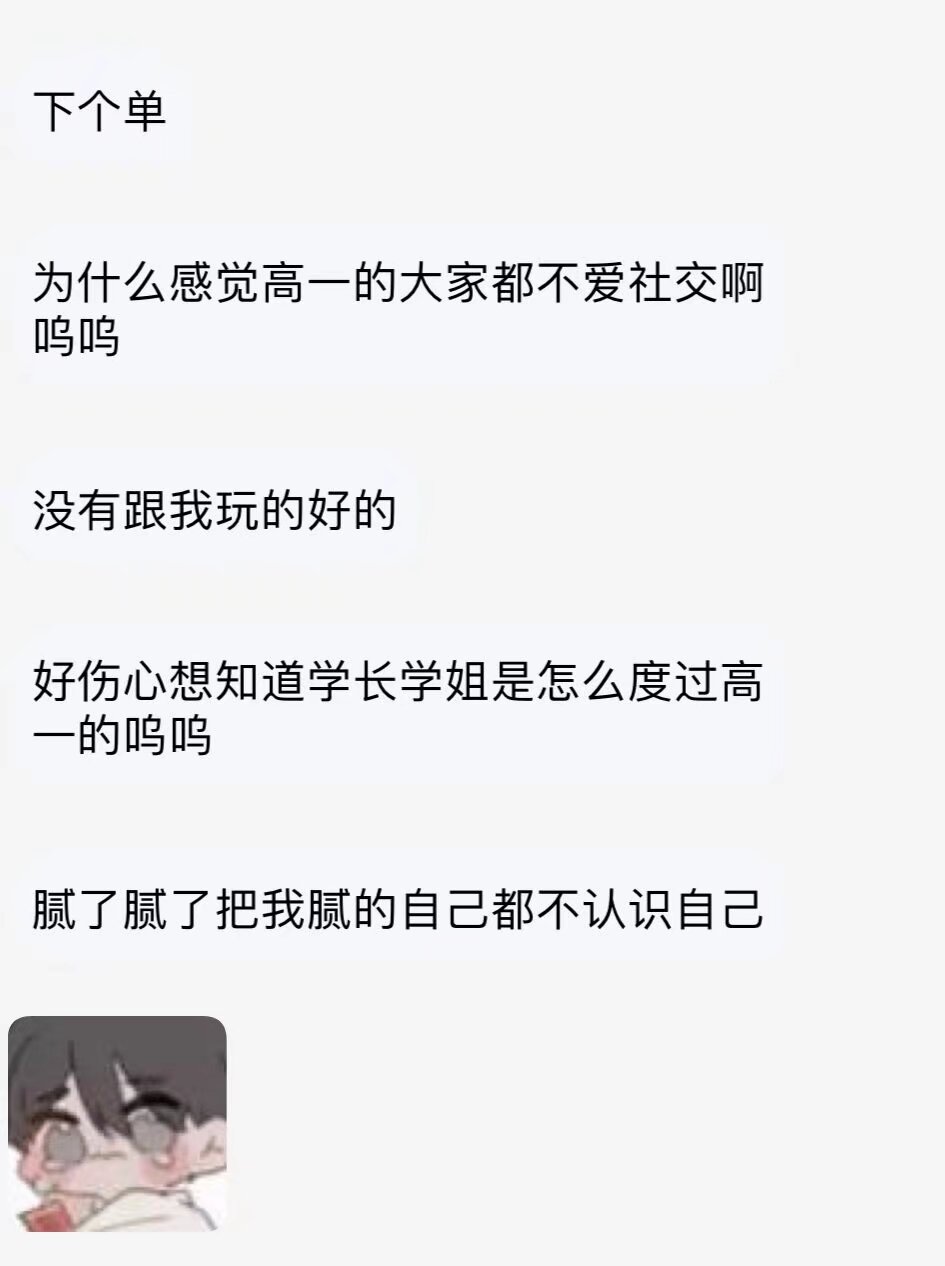 下个单
为什么感觉高一的大家都不爱社交啊
呜呜
没有跟我玩的好的
好伤心想知道学长学姐是怎么度过高
一的呜呜
腻了腻了把我腻的自己都不认识自己